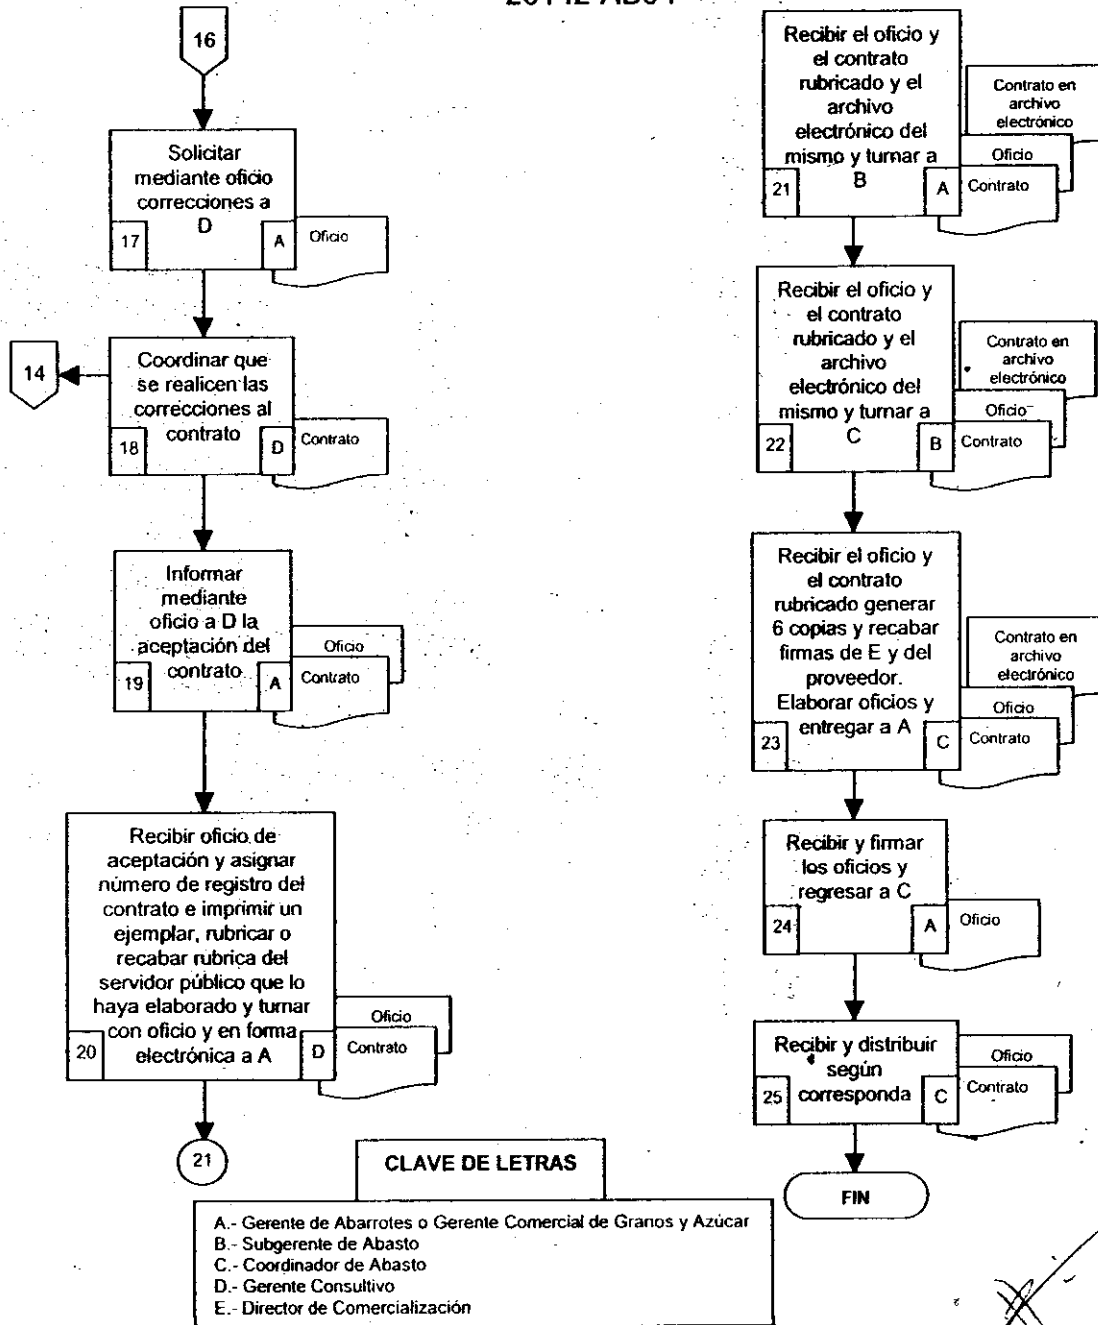 16
Solicitar
mediante oficio
correcciones a
D
17
A
Oficio
14
Coordinar que
se realicen las
correcciones al
contrato
18
D
Contrato
Informar
mediante
oficio a D la
aceptación del
contrato
19
A
Oficio
Contrato
Recibir oficio de
aceptación y asignar
número de registro del
contrato e imprimir un
ejemplar, rubricar o
recabar rubrica del
servidor público que lo
haya elaborado y turnar
con oficio y en forma
electrónica a A
20
D
Oficio
Contrato
21
Recibir el oficio y
el contrato
rubricado y el
archivo
electrónico del
mismo y turnar a
B
21
A
Contrato en
archivo
electrónico
Oficio
Contrato
Recibir el oficio y
el contrato
rubricado y el
archivo
electrónico del
mismo y turnar a
C
22
B
Contrato en
archivo
electrónico
Oficio
Contrato
Recibir el oficio y
el contrato
rubricado generar
6 copias y recabar
firmas de E y del
proveedor.
Elaborar oficios y
entregar a A
23
C
Contrato en
archivo
electrónico
Oficio
Contrato
Recibir y firmar
los oficios y
regresar a C
24
A
Oficio
Recibir y distribuir
según
corresponda
25
C
Oficio
Contrato
FIN
CLAVE DE LETRAS
A.- Gerente de Abarrotes o Gerente Comercial de Granos y Azúcar
B.- Subgerente de Abasto
C.- Coordinador de Abasto
D.- Gerente Consultivo
E.- Director de Comercialización